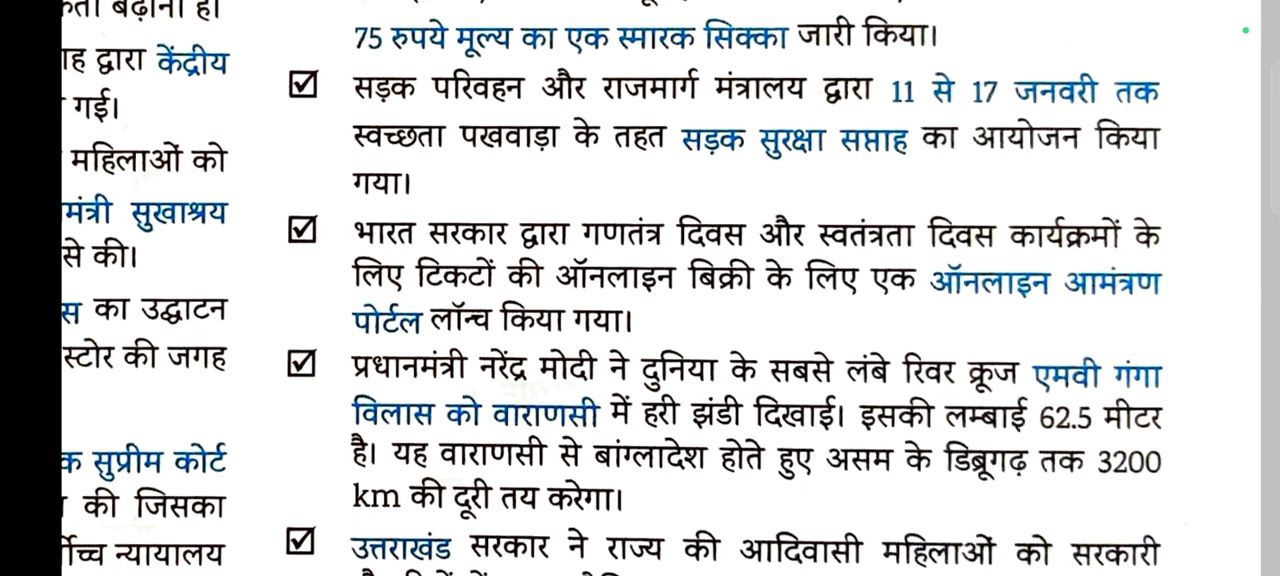 बढ़ाना है।
द्वारा केंद्रीय
गई।
महिलाओं को
मंत्री सुखाश्रय
से की।
का उद्घाटन
स्टोर की जगह
सुप्रीम कोर्ट
की जिसका
न्यायालय
75 रुपये मूल्य का एक स्मारक सिक्का जारी किया।
सड़क परिवहन और राजमार्ग मंत्रालय द्वारा 11 से 17 जनवरी तक
स्वच्छता पखवाड़ा के तहत सड़क सुरक्षा सप्ताह का आयोजन किया
गया।
भारत सरकार द्वारा गणतंत्र दिवस और स्वतंत्रता दिवस कार्यक्रमों के
लिए टिकटों की ऑनलाइन बिक्री के लिए एक ऑनलाइन आमंत्रण
पोर्टल लॉन्च किया गया।
प्रधानमंत्री नरेंद्र मोदी ने दुनिया के सबसे लंबे रिवर क्रूज एमवी गंगा
विलास को वाराणसी में हरी झंडी दिखाई। इसकी लम्बाई 62.5 मीटर
है। यह वाराणसी से बांग्लादेश होते हुए असम के डिब्रूगढ़ तक 3200
km की दूरी तय करेगा।
उत्तराखंड सरकार ने राज्य की आदिवासी महिलाओं को सरकारी